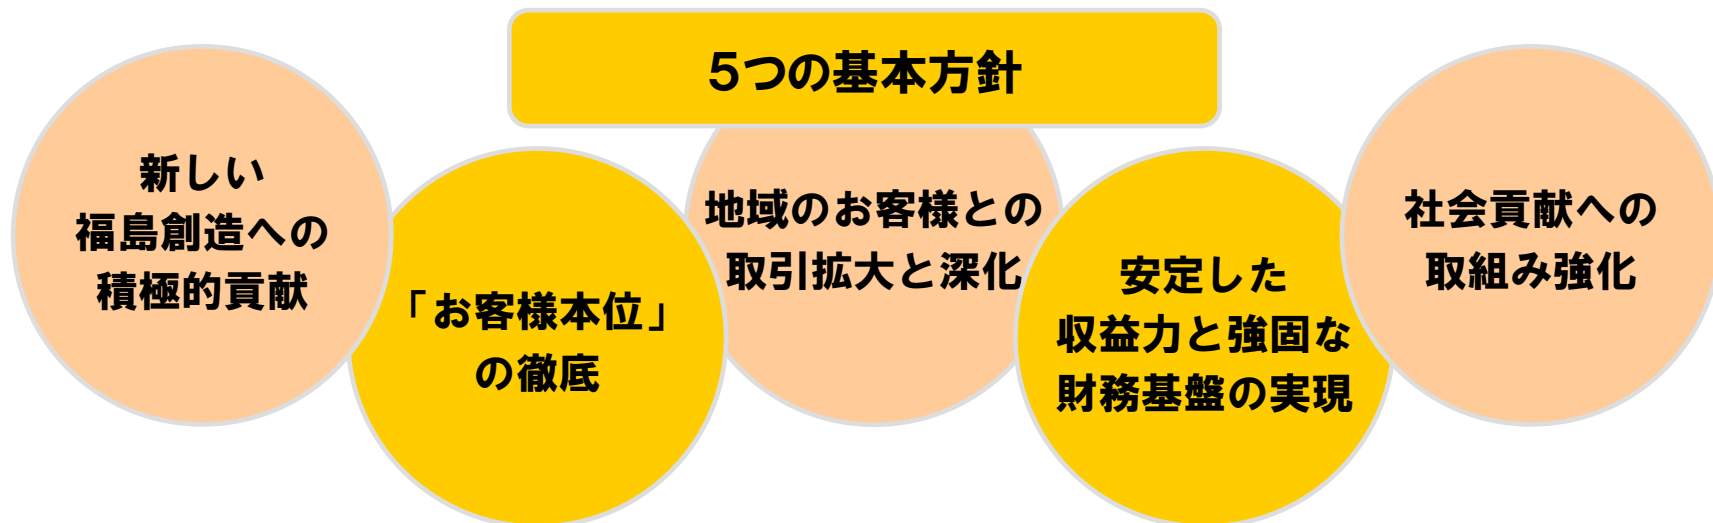 5つの基本方針
新しい
福島創造への
積極的貢献
「お客様本位」
の徹底
地域のお客様との
取引拡大と深化
安定した
収益力と強固な
財務基盤の実現
社会貢献への
取組み強化